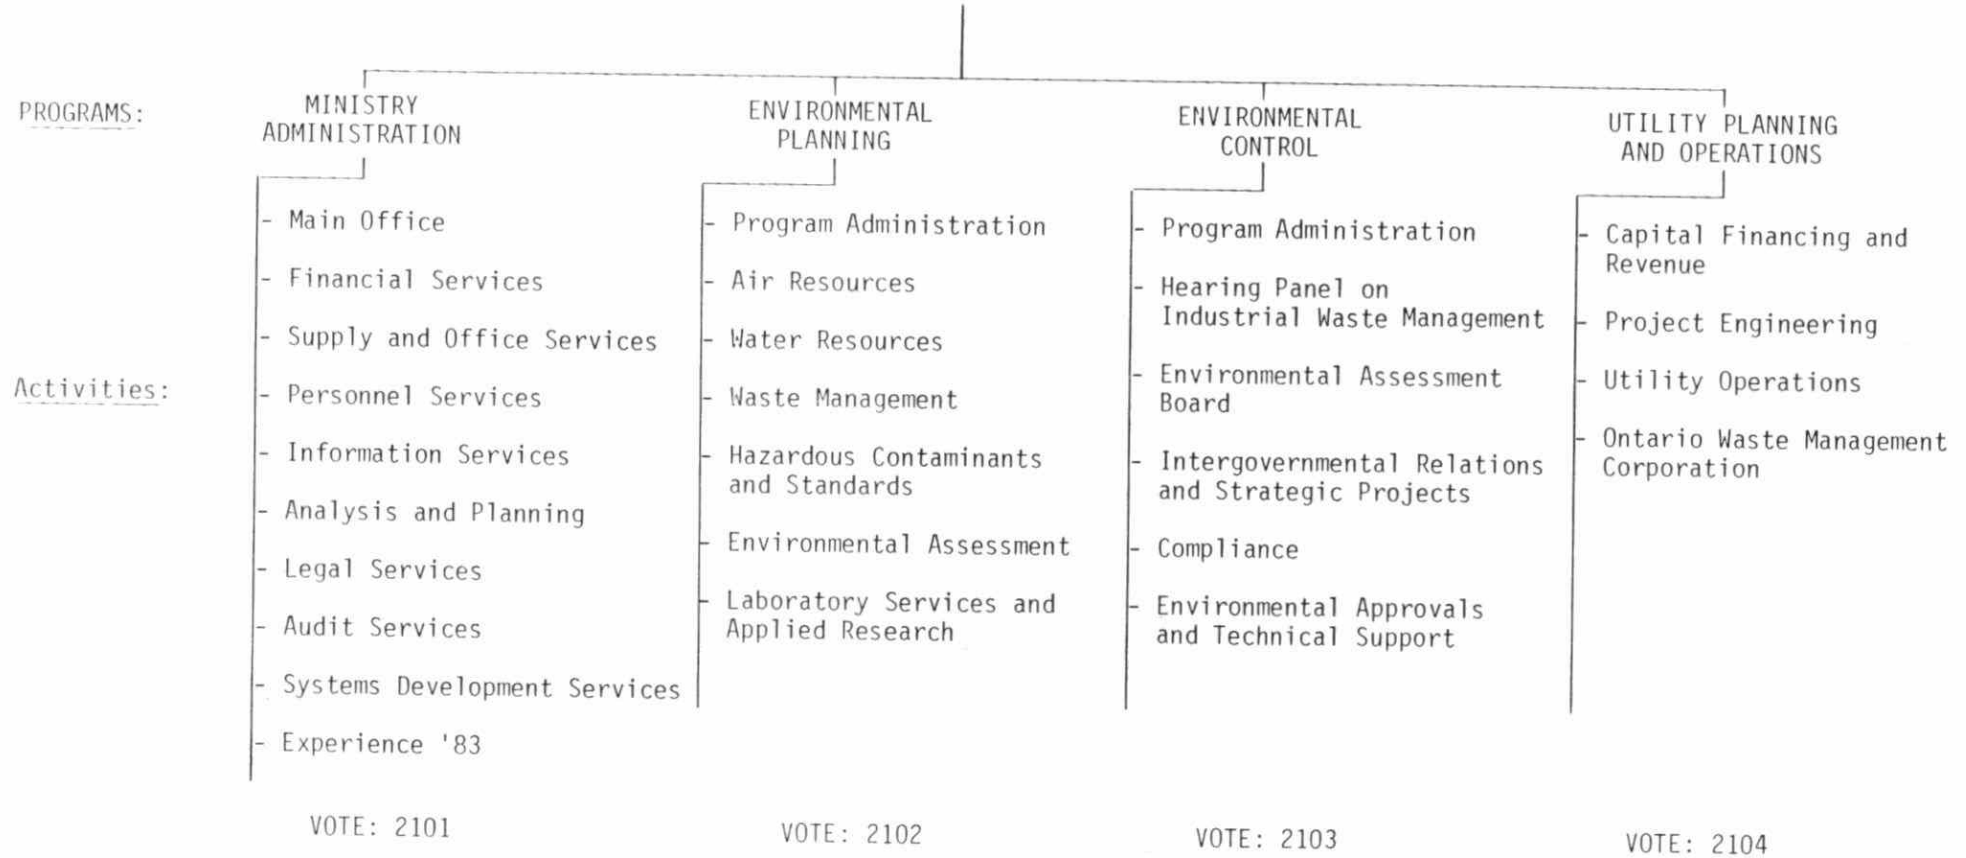 PROGRAMS:
MINISTRY
ADMINISTRATION
ENVIRONMENTAL
PLANNING
ENVIRONMENTAL
CONTROL
UTILITY PLANNING
AND OPERATIONS
Activities:
- Main Office
- Financial Services
- Supply and Office Services
- Personnel Services
- Information Services
- Analysis and Planning
- Legal Services
- Audit Services
- Systems Development Services
- Experience '83
- Program Administration
- Air Resources
- Water Resources
- Waste Management
- Hazardous Contaminants
and Standards
- Environmental Assessment
- Laboratory Services and
Applied Research
- Program Administration
- Hearing Panel on
Industrial Waste Management
- Environmental Assessment
Board
- Intergovernmental Relations
and Strategic Projects
- Compliance
- Environmental Approvals
and Technical Support
- Capital Financing and
Revenue
- Project Engineering
- Utility Operations
- Ontario Waste Management
Corporation
VOTE: 2101
VOTE: 2102
VOTE: 2103
VOTE: 2104